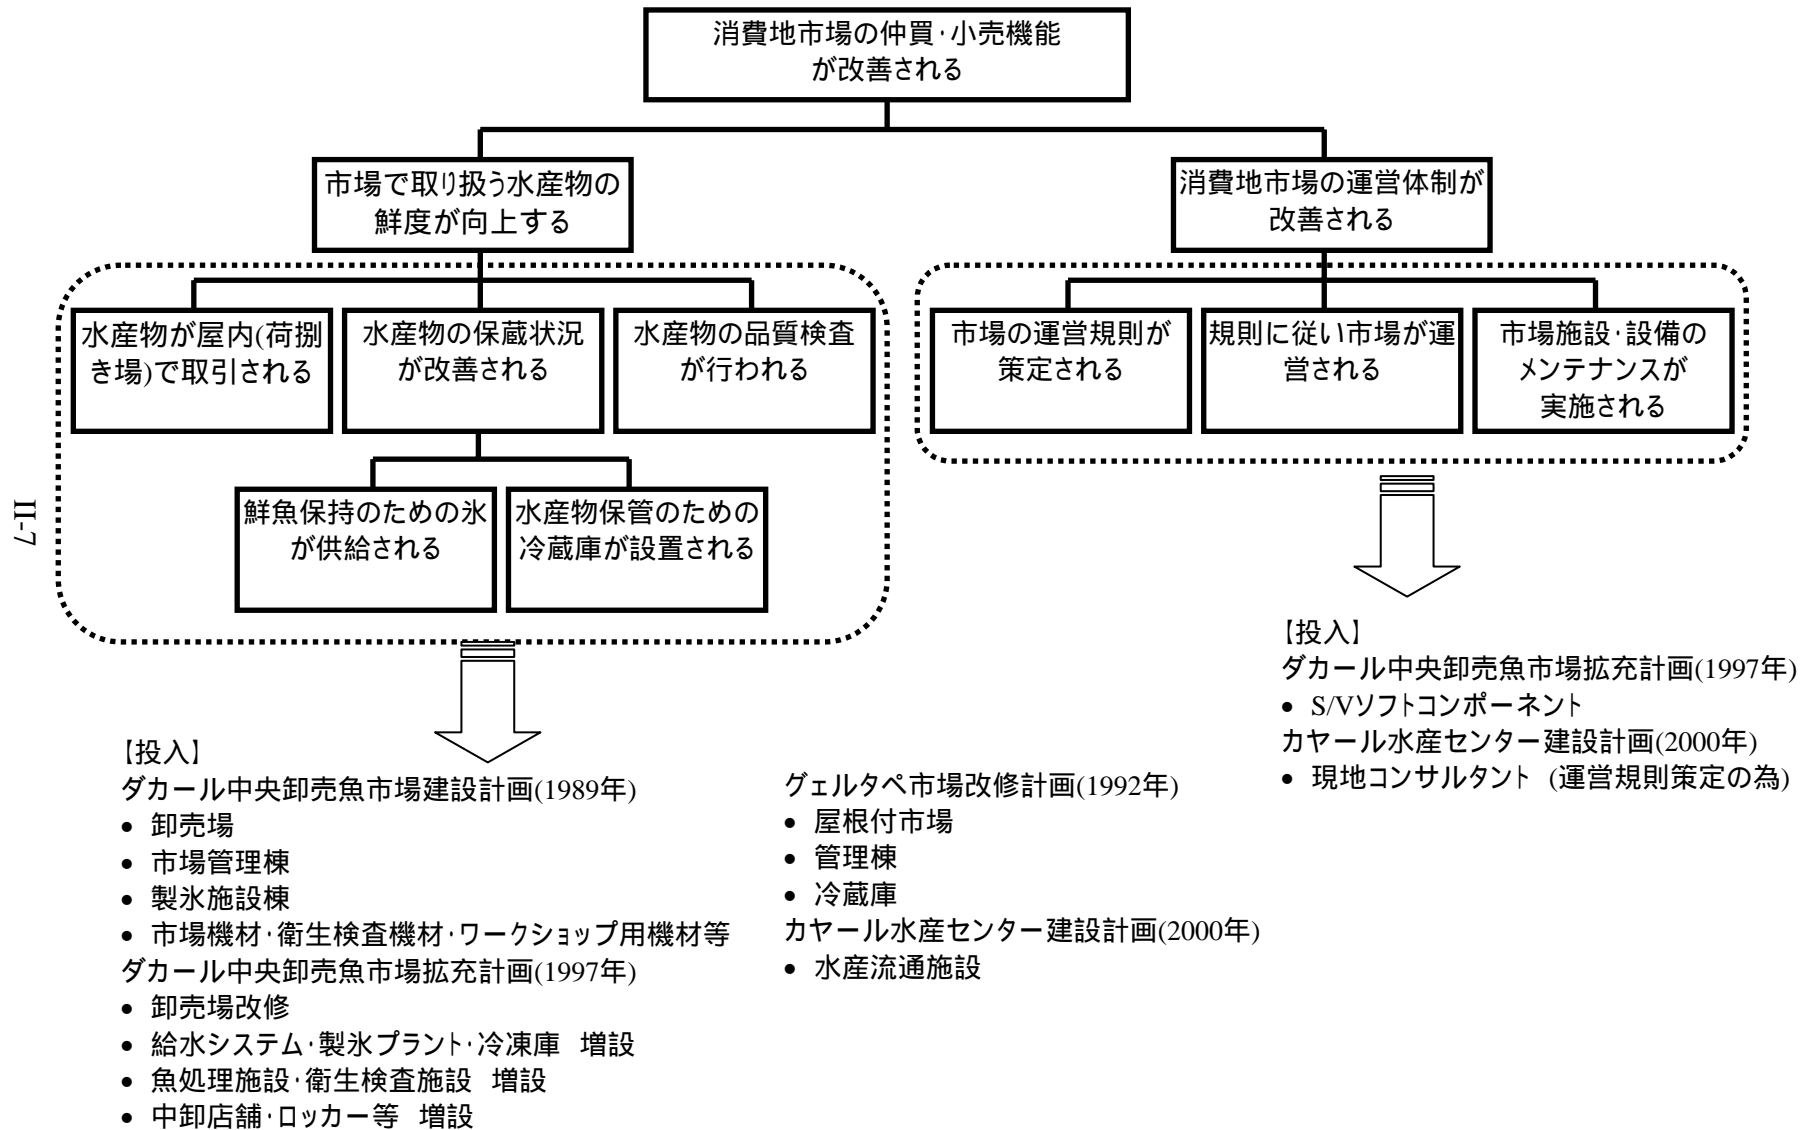 消費地市場の仲買・小売機能
が改善される
市場で取り扱う水産物の
鮮度が向上する
消費地市場の運営体制が
改善される
水産物が屋内(荷捌
き場)で取引される
水産物の保蔵状況
が改善される
水産物の品質検査
が行われる
市場の運営規則が
策定される
規則に従い市場が運
営される
市場施設・設備の
メンテナンスが
実施される
鮮魚保持のための氷
が供給される
水産物保管のための
冷蔵庫が設置される
II-7
【投入】
ダカール中央卸売魚市場建設計画(1989年)
• 卸売場
• 市場管理棟
• 製氷施設棟
• 市場機材・衛生検査機材・ワークショップ用機材等
ダカール中央卸売魚市場拡充計画(1997年)
• 卸売場改修
• 給水システム・製氷プラント・冷凍庫 増設
• 魚処理施設・衛生検査施設 増設
• 中卸店舗・ロッカー等 増設
グェルタペ市場改修計画(1992年)
• 屋根付市場
• 管理棟
• 冷蔵庫
カヤール水産センター建設計画(2000年)
• 水産流通施設
【投入】
ダカール中央卸売魚市場拡充計画(1997年)
• S/Vソフトコンポーネント
カヤール水産センター建設計画(2000年)
• 現地コンサルタント (運営規則策定の為)